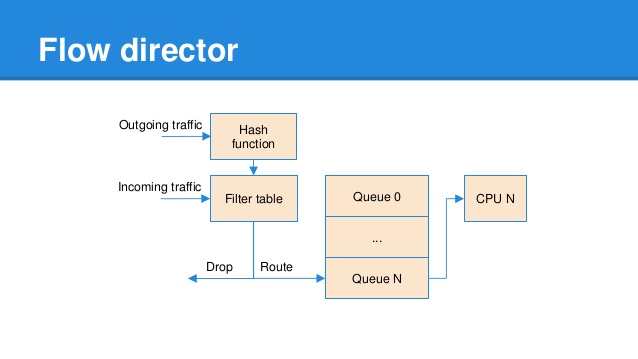 Flow director
Outgoing traffic
Hash
function
Incoming traffic
Filter table
Queue 0
CPU N
...
Drop
Route
Queue N